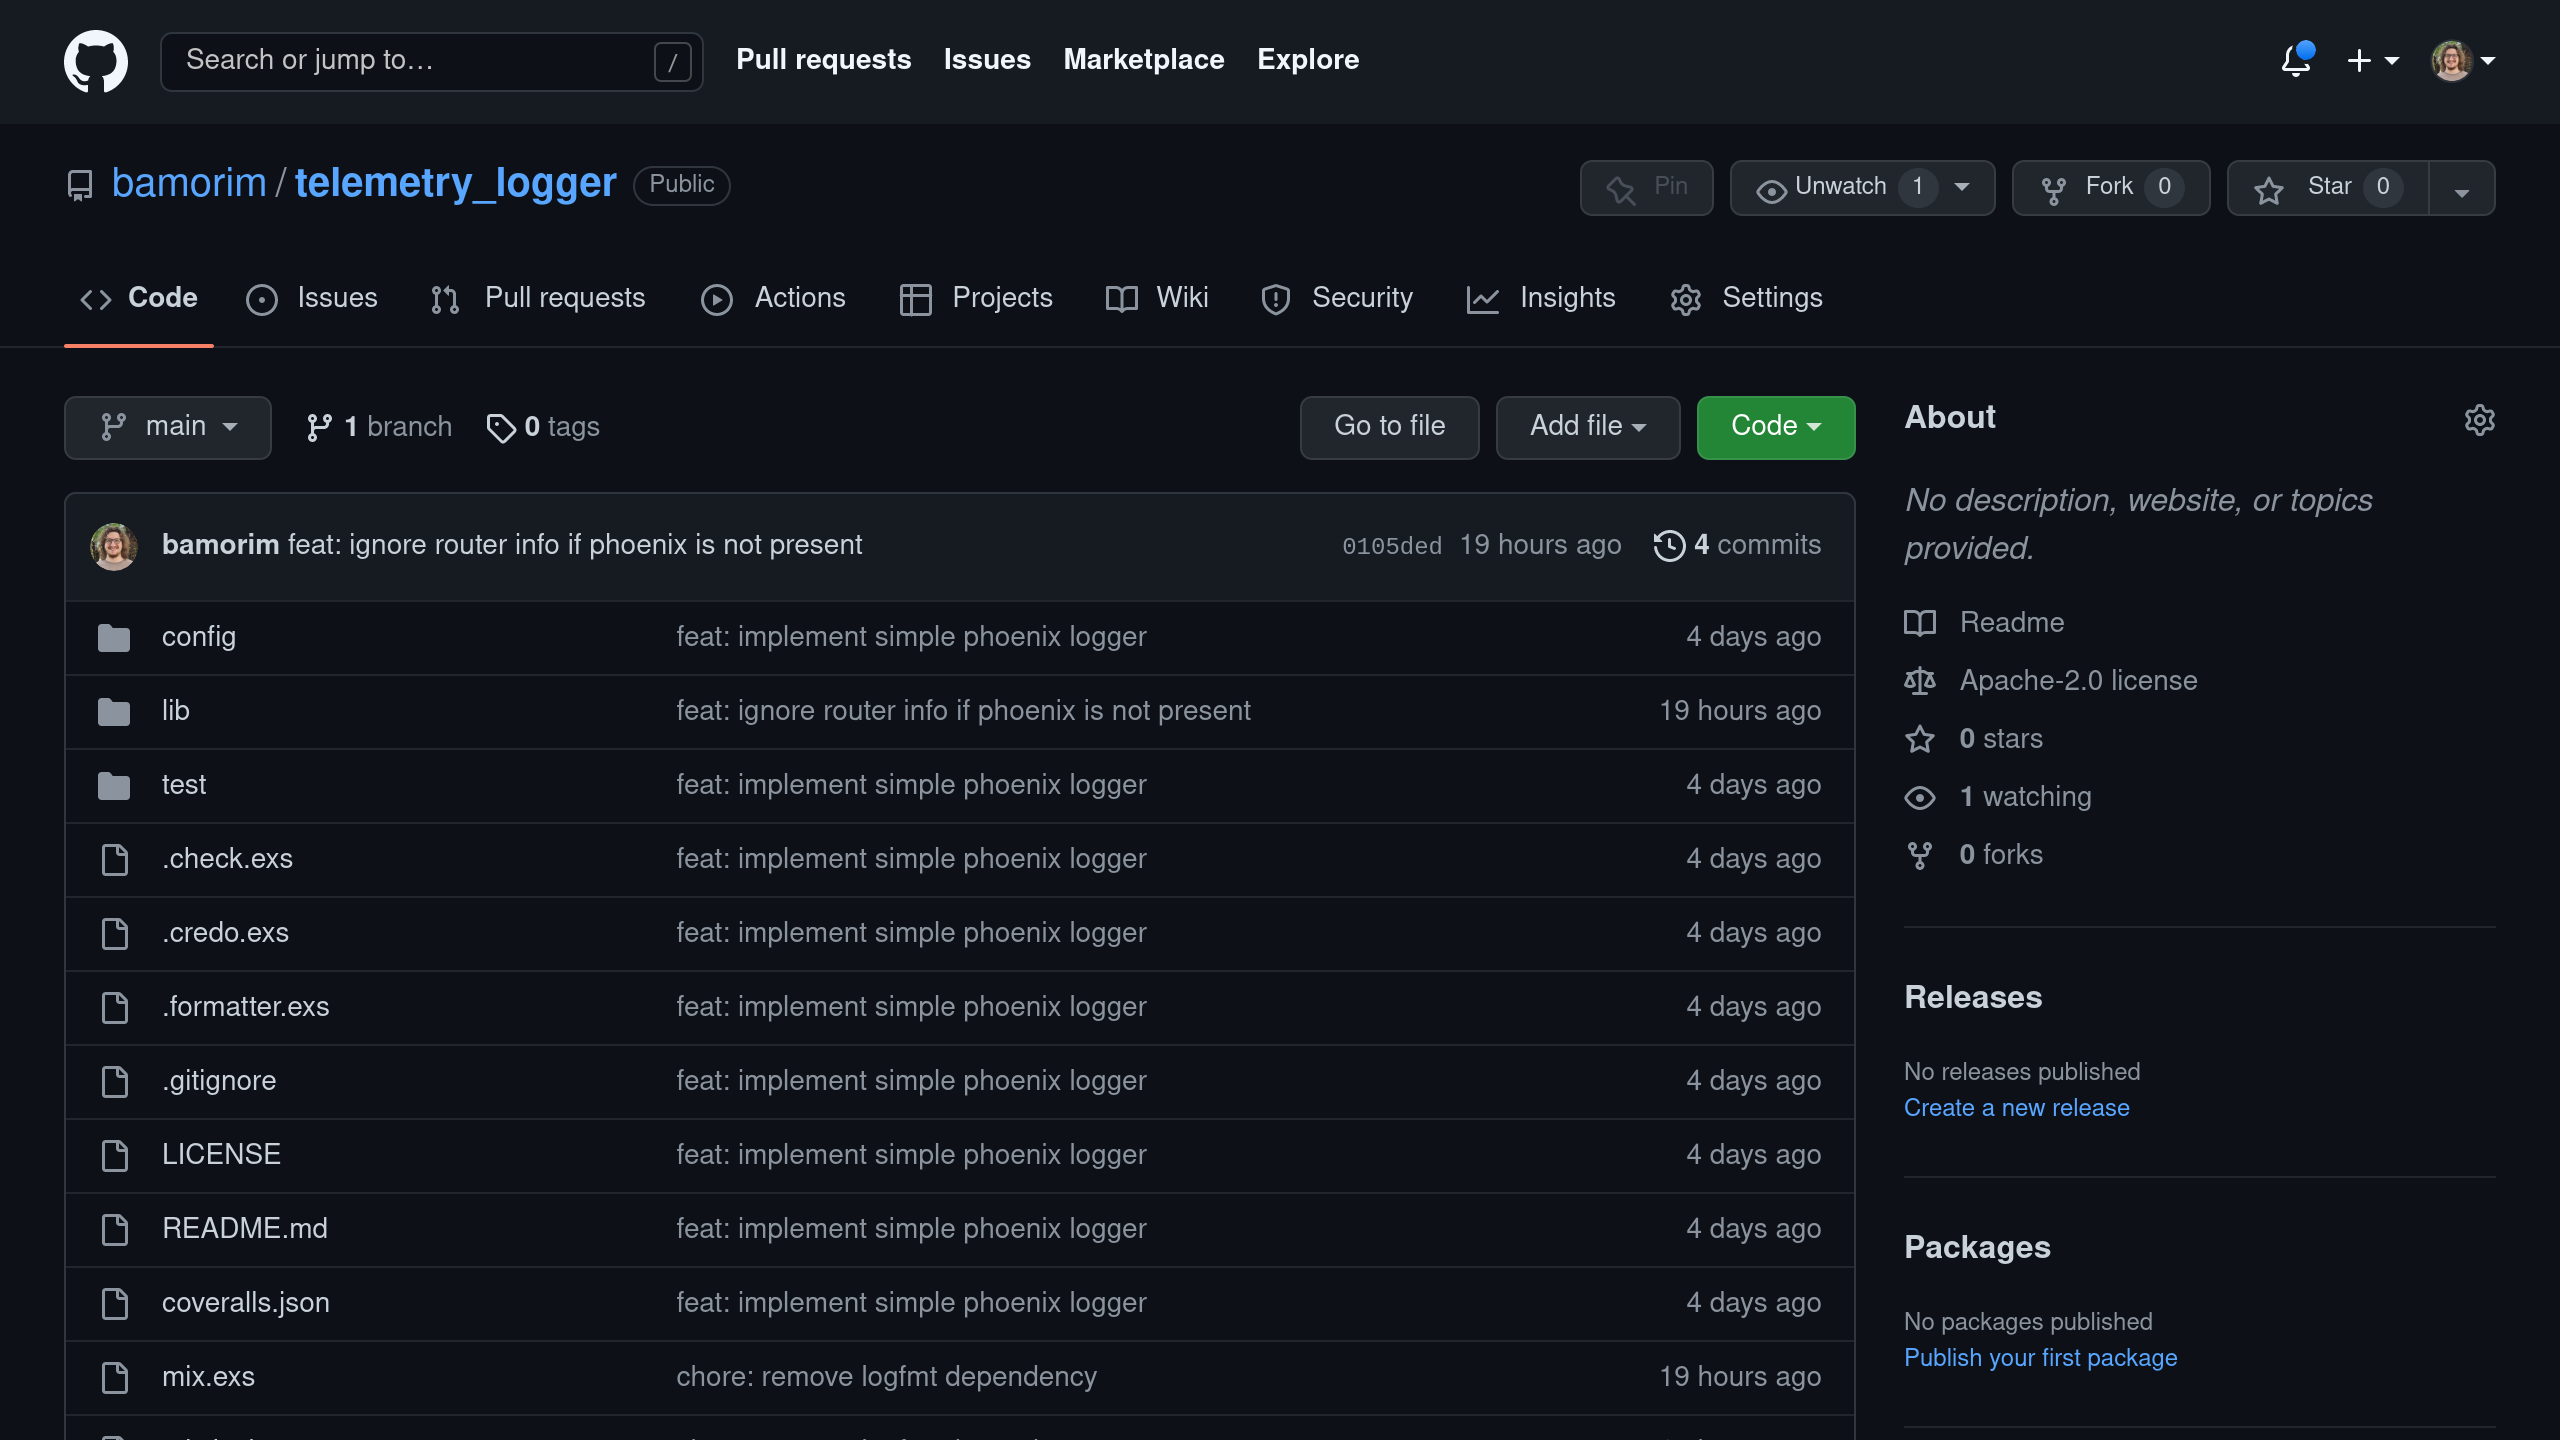 Search or jump to… /
Pull requests Issues Marketplace Explore
bamorim / telemetry_logger Public
Pin Unwatch 1 Fork 0 Star 0
Code Issues Pull requests Actions Projects Wiki Security Insights Settings
main 1 branch 0 tags Go to file Add file Code
bamorim feat: ignore router info if phoenix is not present 0105ded 19 hours ago 4 commits
config feat: implement simple phoenix logger 4 days ago
lib feat: ignore router info if phoenix is not present 19 hours ago
test feat: implement simple phoenix logger 4 days ago
.check.exs feat: implement simple phoenix logger 4 days ago
.credo.exs feat: implement simple phoenix logger 4 days ago
.formatter.exs feat: implement simple phoenix logger 4 days ago
.gitignore feat: implement simple phoenix logger 4 days ago
LICENSE feat: implement simple phoenix logger 4 days ago
README.md feat: implement simple phoenix logger 4 days ago
coveralls.json feat: implement simple phoenix logger 4 days ago
mix.exs chore: remove logfmt dependency 19 hours ago
About
No description, website, or topics
provided.
Readme
Apache-2.0 license
0 stars
1 watching
0 forks
Releases
No releases published
Create a new release
Packages
No packages published
Publish your first package